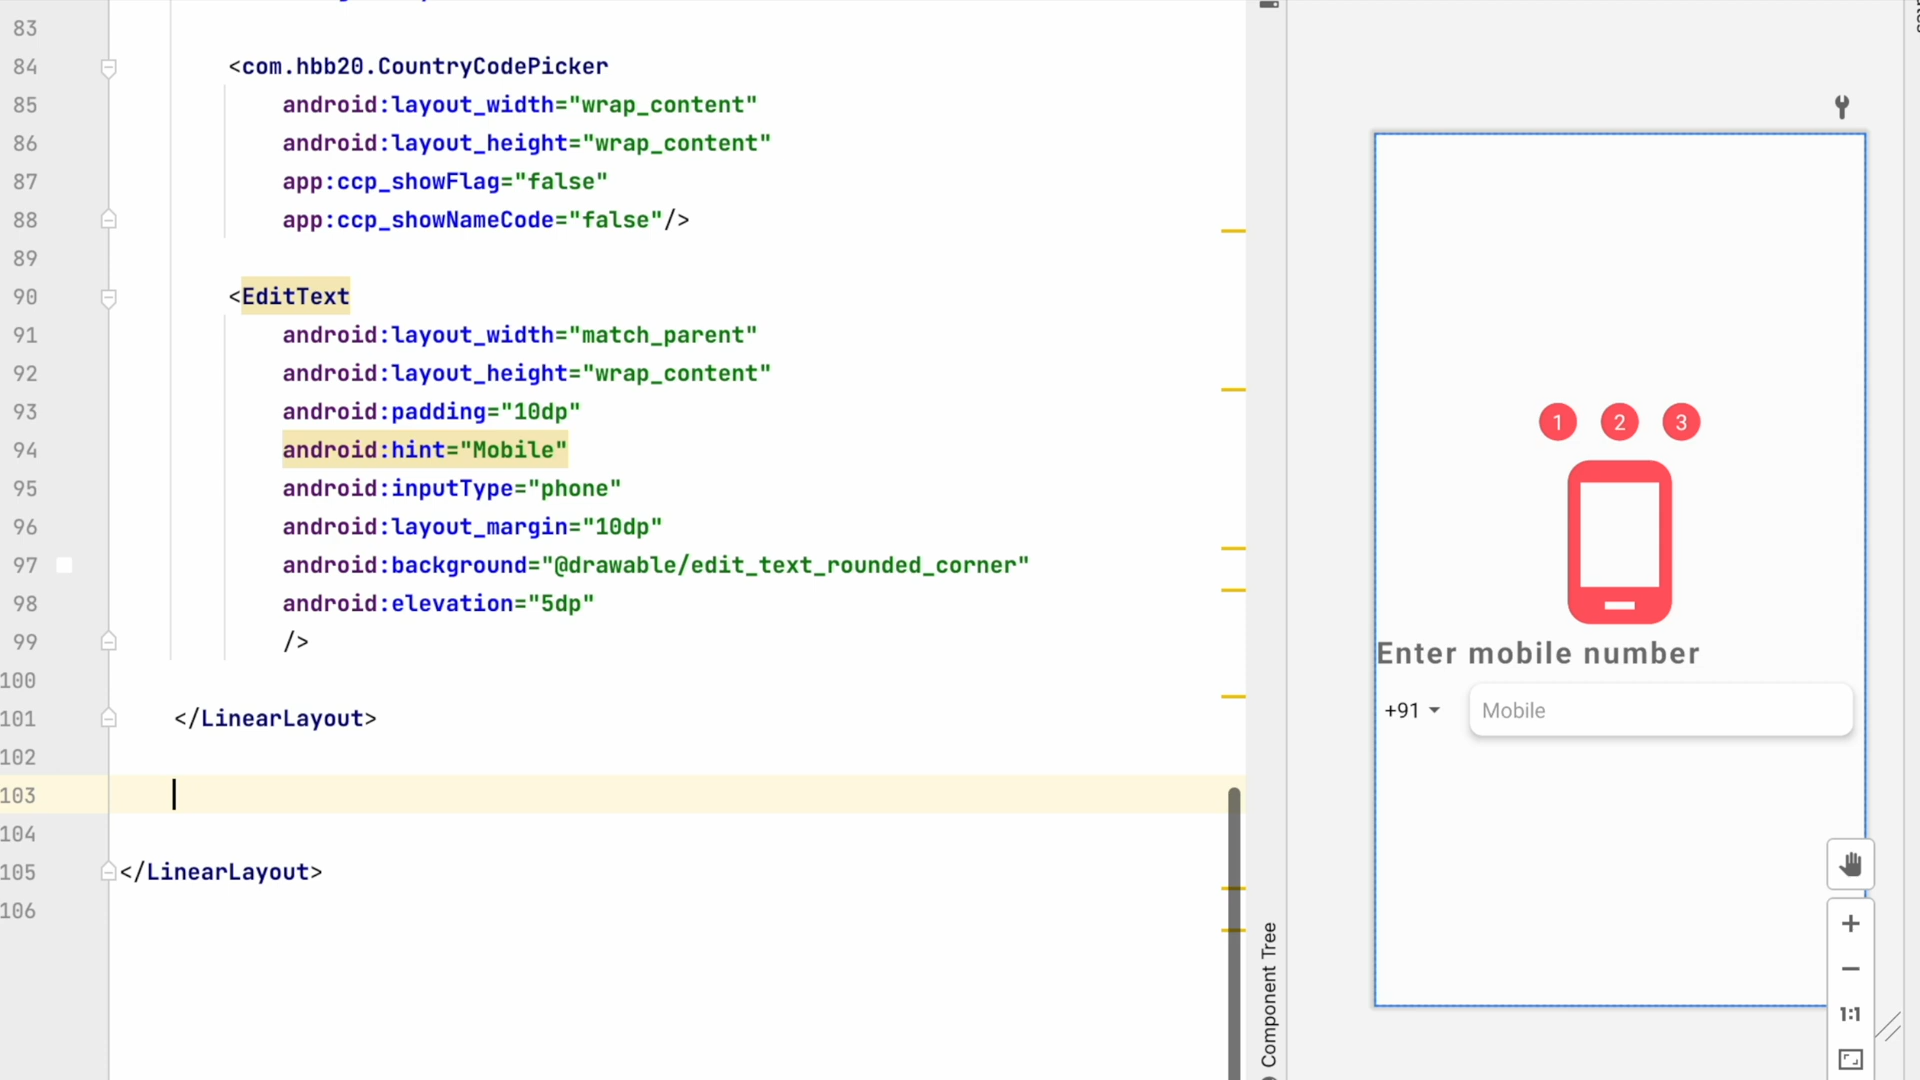 83
84 <com.hbb20.CountryCodePicker
85 android:layout_width="wrap_content"
86 android:layout_height="wrap_content"
87 app:ccp_showFlag="false"
88 app:ccp_showNameCode="false"/>
89
90 <EditText
91 android:layout_width="match_parent"
92 android:layout_height="wrap_content"
93 android:padding="10dp"
94 android:hint="Mobile"
95 android:inputType="phone"
96 android:layout_margin="10dp"
97 android:background="@drawable/edit_text_rounded_corner"
98 android:elevation="5dp"
99 />
100
101 </LinearLayout>
102
103
104
105 </LinearLayout>
106
Component Tree
1 2 3
Enter mobile number
+91 Mobile
1:1